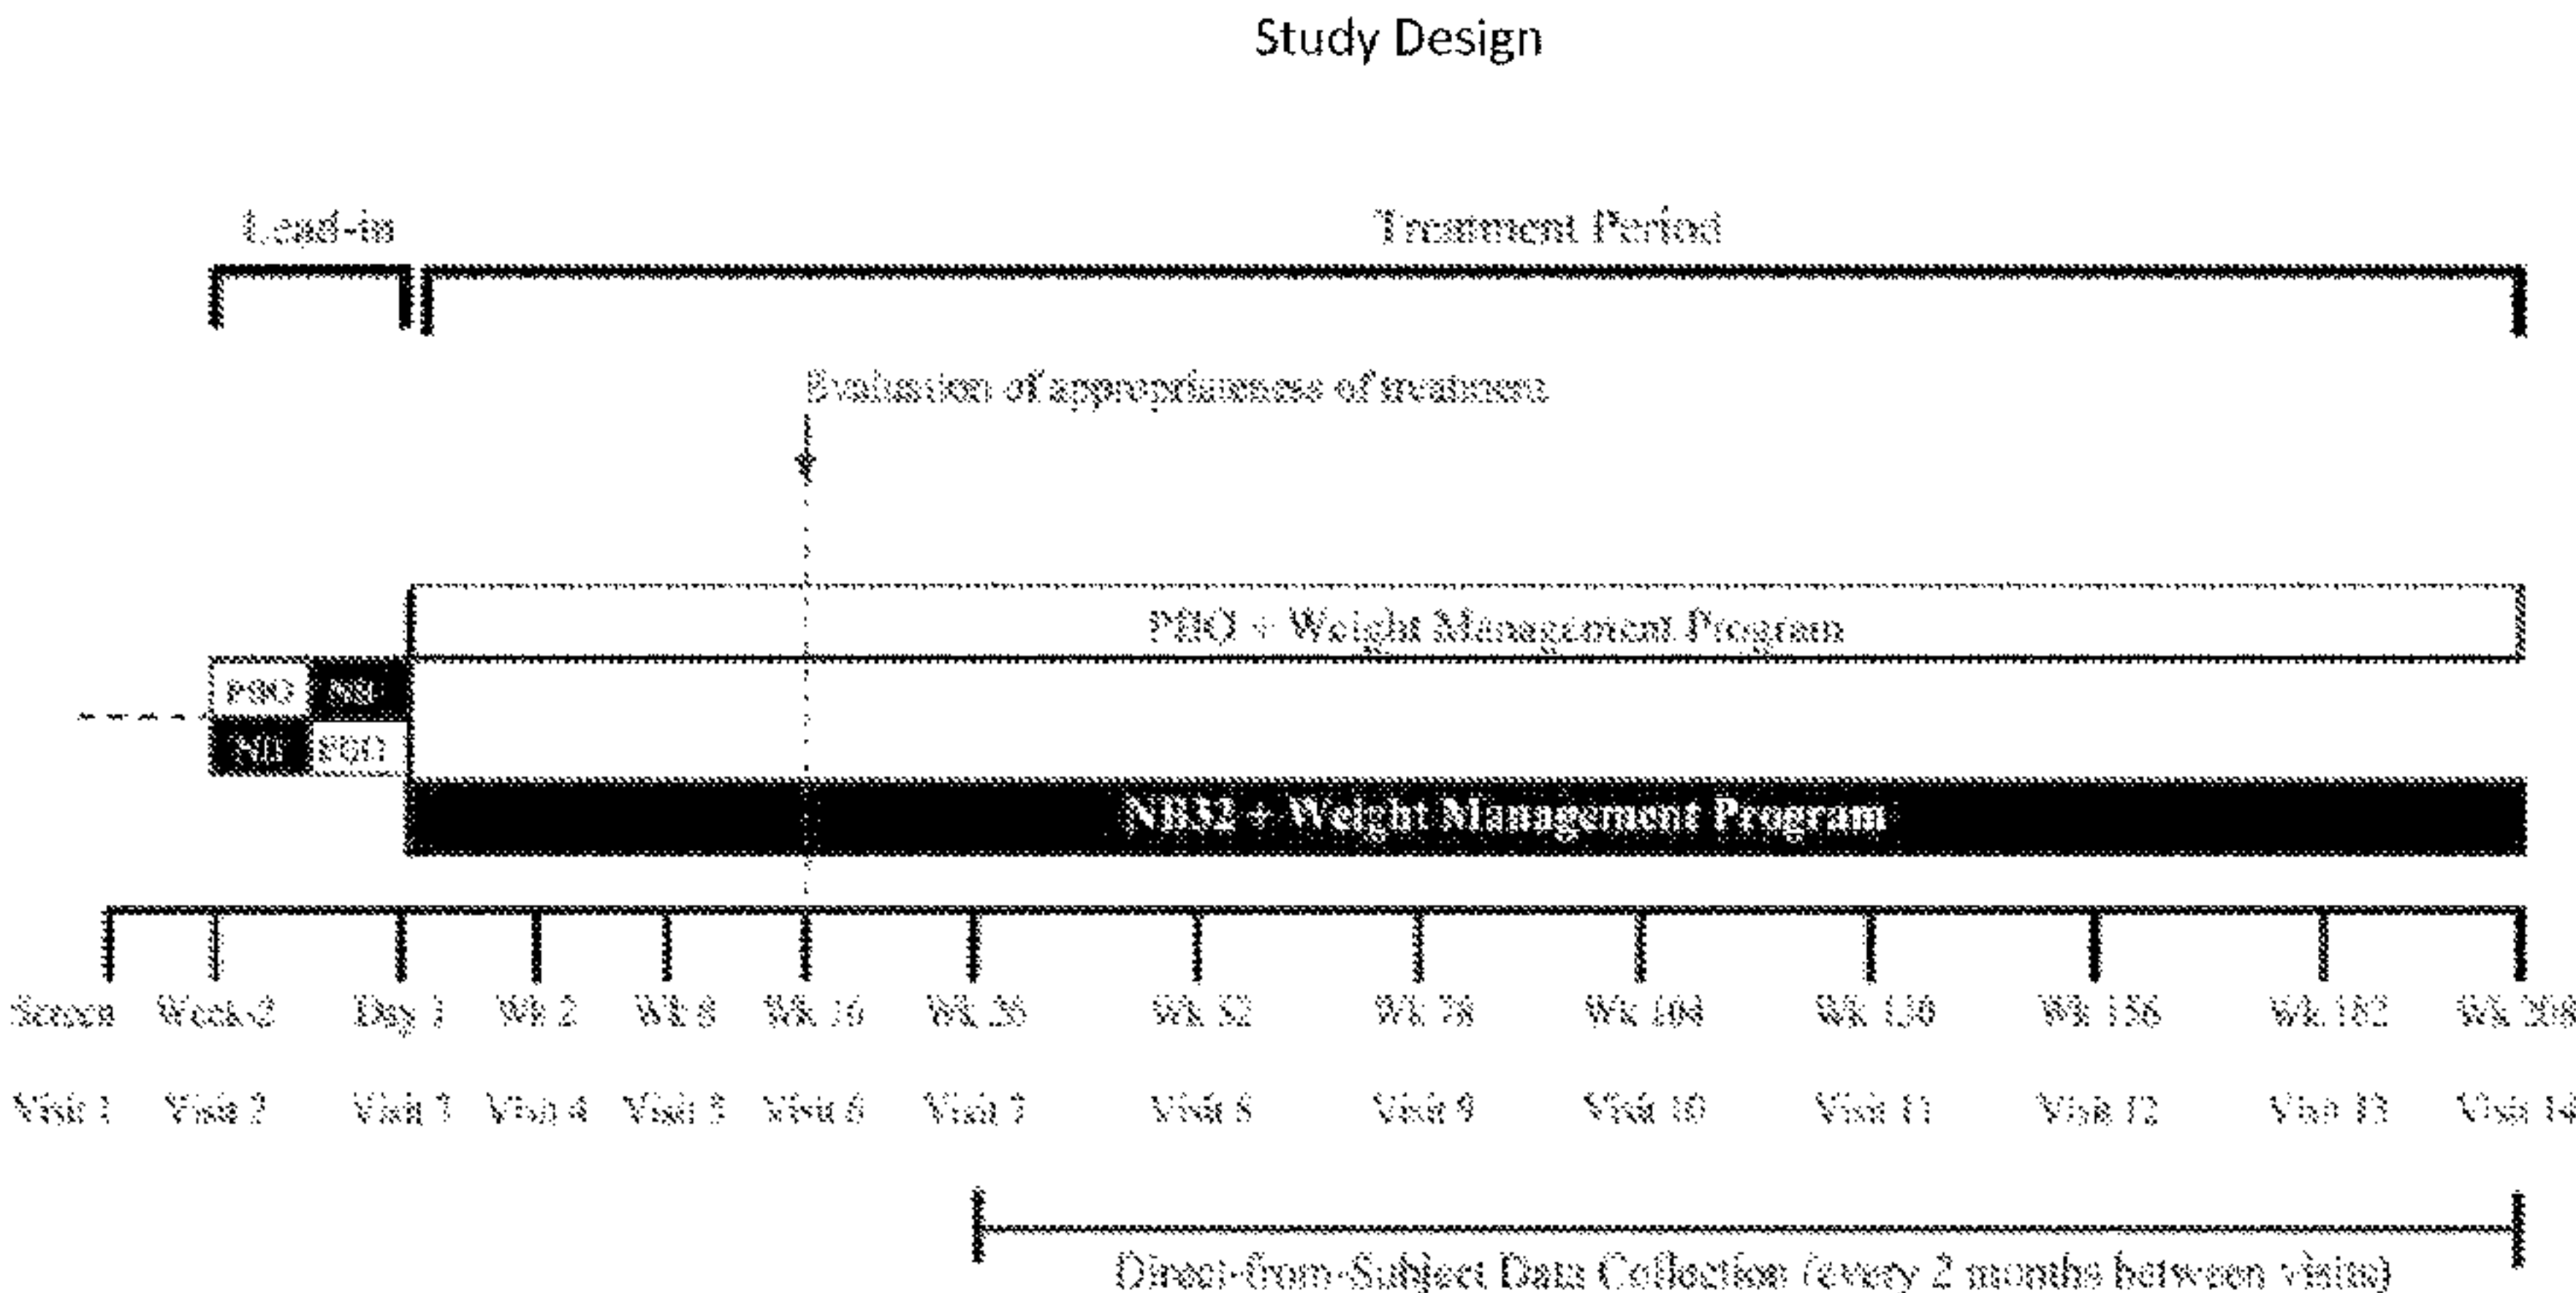 Study Design
Lead-in Treatment Period
Evaluation of appropriateness of treatment
PBO + Weight Management Program
PBO NB
NB PBO
NB32 + Weight Management Program
Screen Week-2 Day 1 Wk 2 Wk 8 Wk 16 Wk 26 Wk 52 Wk 78 Wk 104 Wk 130 Wk 156 Wk 182 Wk 208
Visit 1 Visit 2 Visit 3 Visit 4 Visit 5 Visit 6 Visit 7 Visit 8 Visit 9 Visit 10 Visit 11 Visit 12 Visit 13 Visit 14
Direct-from-Subject Data Collection (every 2 months between visits)